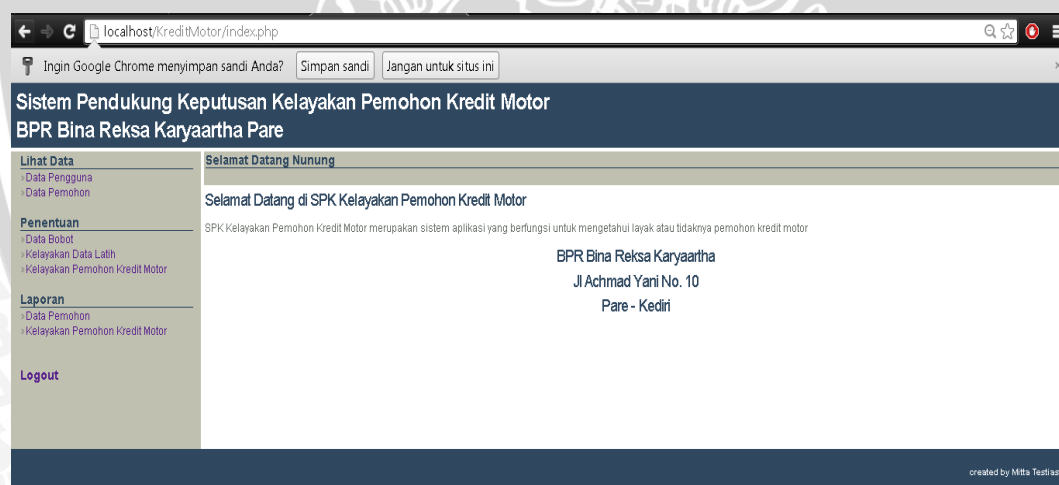 localhost/KreditMotor/index.php
Ingin Google Chrome menyimpan sandi Anda? Simpan sandi Jangan untuk situs ini
Sistem Pendukung Keputusan Kelayakan Pemohon Kredit Motor
BPR Bina Reksa Karyaartha Pare
Lihat Data
»Data Pengguna
»Data Pemohon
Penentuan
»Data Bobot
»Kelayakan Data Latih
»Kelayakan Pemohon Kredit Motor
Laporan
»Data Pemohon
»Kelayakan Pemohon Kredit Motor
Logout
Selamat Datang Nunung
Selamat Datang di SPK Kelayakan Pemohon Kredit Motor
SPK Kelayakan Pemohon Kredit Motor merupakan sistem aplikasi yang berfungsi untuk mengetahui layak atau tidaknya pemohon kredit motor
BPR Bina Reksa Karyaartha
Jl Achmad Yani No. 10
Pare - Kediri
created by Mitta Testias